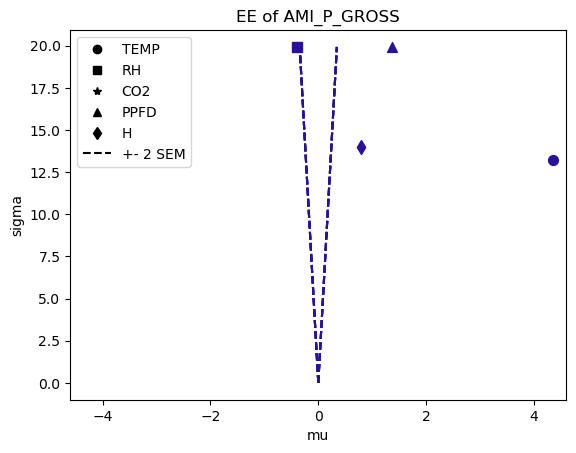 EE of AMI_P_GROSS
20.0
17.5
15.0
12.5
10.0
7.5
5.0
2.5
0.0
sigma
TEMP
RH
CO2
PPFD
H
+- 2 SEM
−4
−2
0
2
4
mu